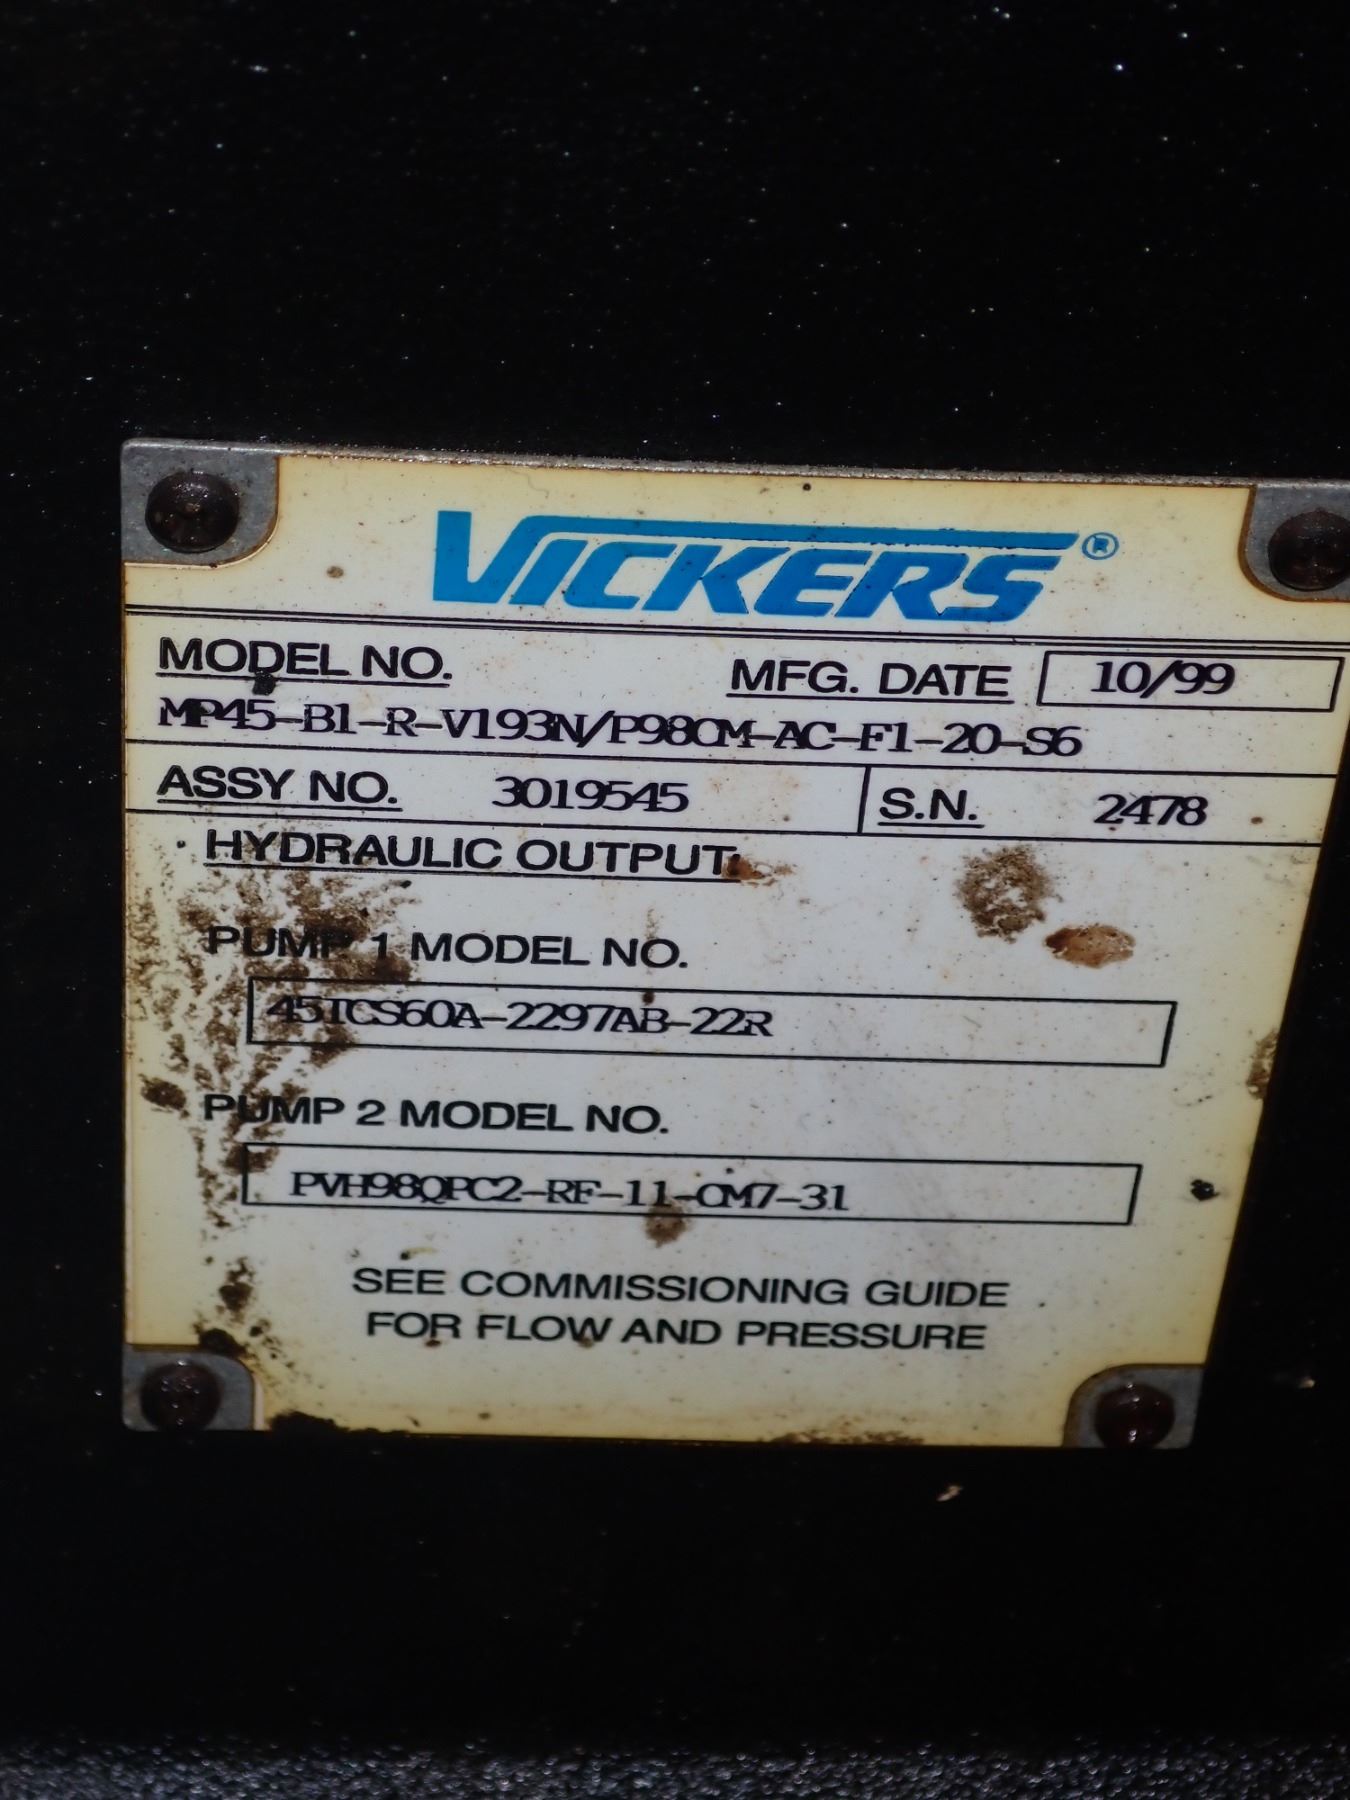 VICKERS®
MODEL NO. MFG. DATE 10/99
MP45-B1-R-V193N/P98CM-AC-F1-20-S6
ASSY NO. 3019545 S.N. 2478
HYDRAULIC OUTPUT:
PUMP 1 MODEL NO.
45TCS60A-2297AB-22R
PUMP 2 MODEL NO.
PVH98QPC2-RF-11-CM7-31
SEE COMMISSIONING GUIDE
FOR FLOW AND PRESSURE